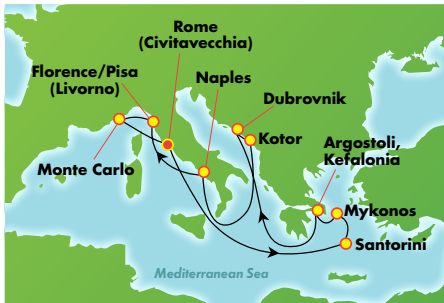 Rome
(Civitavecchia)
Florence/Pisa
(Livorno)
Naples
Dubrovnik
Kotor
Argostoli,
Kefalonia
Monte Carlo
Mykonos
Santorini
Mediterranean Sea